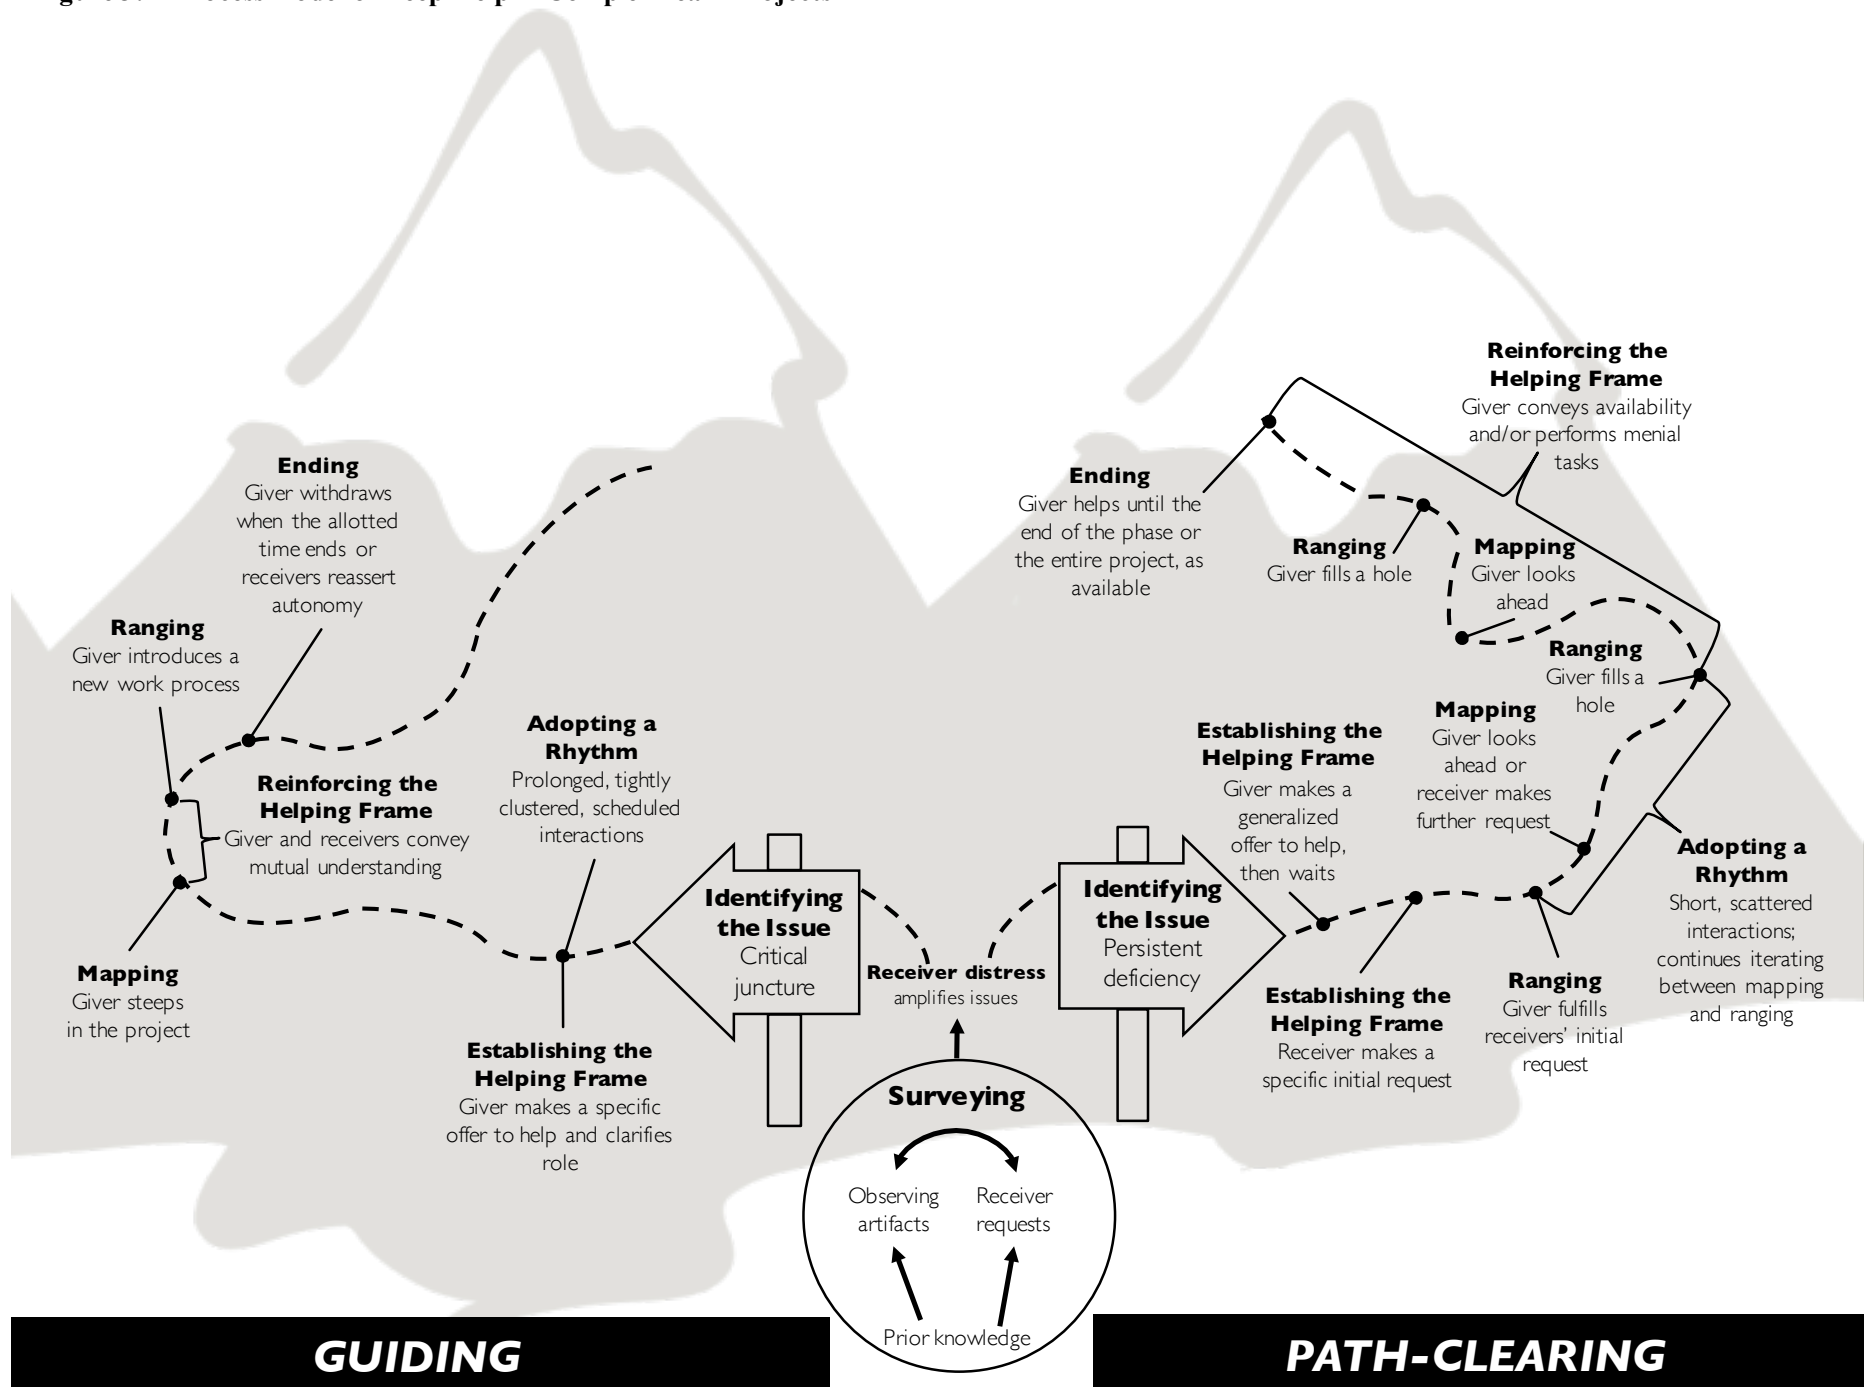 Reinforcing the
Helping Frame
Giver conveys availability
and/or performs menial
tasks
Ending
Giver withdraws
when the allotted
time ends or
receivers reassert
autonomy
Ending
Giver helps until the
end of the phase or
the entire project, as
available
Ranging
Giver fills a hole
Mapping
Giver looks
ahead
Ranging
Giver introduces a
new work process
Ranging
Giver fills a
hole
Adopting a
Rhythm
Prolonged, tightly
clustered, scheduled
interactions
Establishing the
Helping Frame
Giver makes a
generalized
offer to help,
then waits
Mapping
Giver looks
ahead or
receiver makes
further request
Reinforcing the
Helping Frame
Giver and receivers convey
mutual understanding
Adopting a
Rhythm
Short, scattered
interactions;
continues iterating
between mapping
and ranging
Identifying
the Issue
Critical
juncture
Receiver distress
amplifies issues
Identifying
the Issue
Persistent
deficiency
Mapping
Giver steeps
in the project
Establishing the
Helping Frame
Receiver makes a
specific initial request
Ranging
Giver fulfills
receivers' initial
request
Establishing the
Helping Frame
Giver makes a specific
offer to help and clarifies
role
Surveying
Observing
artifacts
Receiver
requests
Prior knowledge
GUIDING
PATH-CLEARING